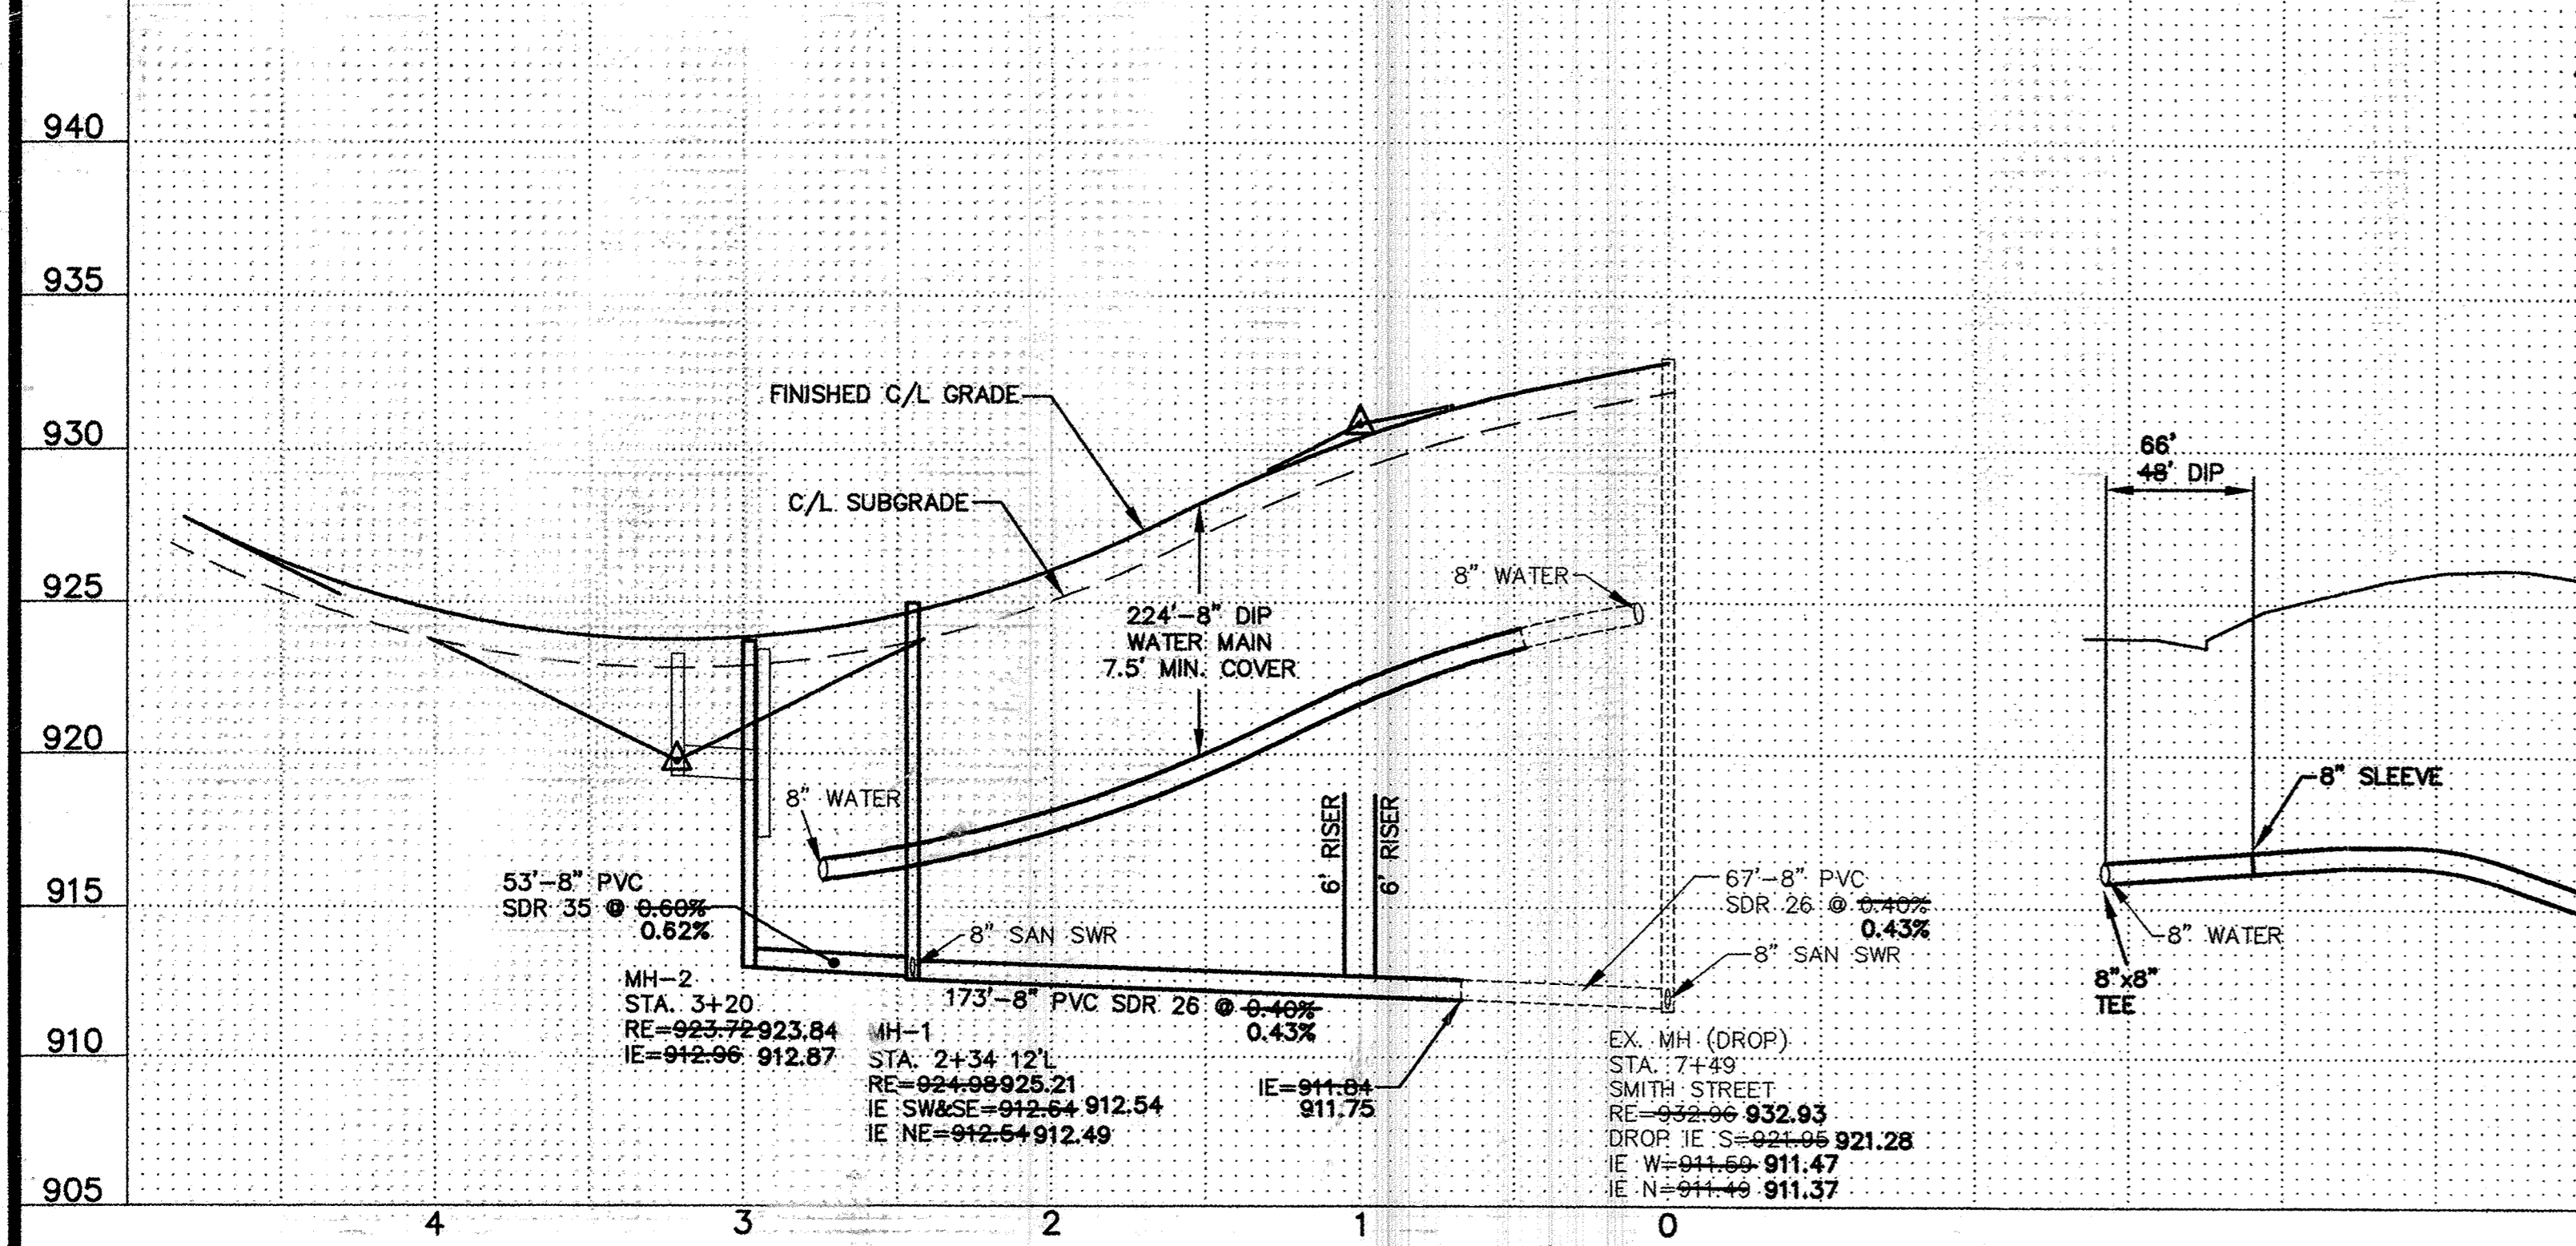 940
935
930
925
920
915
910
905
4
3
2
1
0
FINISHED C/L GRADE
C/L SUBGRADE
224'-8" DIP
WATER MAIN
7.5' MIN. COVER
8" WATER
8" WATER
6' RISER
6' RISER
53'-8" PVC
SDR 35 @ 0.60%
0.62%
8" SAN SWR
173'-8" PVC SDR 26 @ 0.40%
0.43%
MH-2
STA. 3+20
RE=923.72 923.84
IE=912.96 912.87
MH-1
STA. 2+34 12'L
RE=924.98 925.21
IE SW&SE=912.64 912.54
IE NE=912.54 912.49
IE=911.84
911.75
67'-8" PVC
SDR 26 @ 0.40%
0.43%
8" SAN SWR
EX. MH (DROP)
STA. 7+49
SMITH STREET
RE=932.96 932.93
DROP IE S=921.95 921.28
IE W=911.59 911.47
IE N=911.49 911.37
66'
48' DIP
8" SLEEVE
8" WATER
8"x8"
TEE